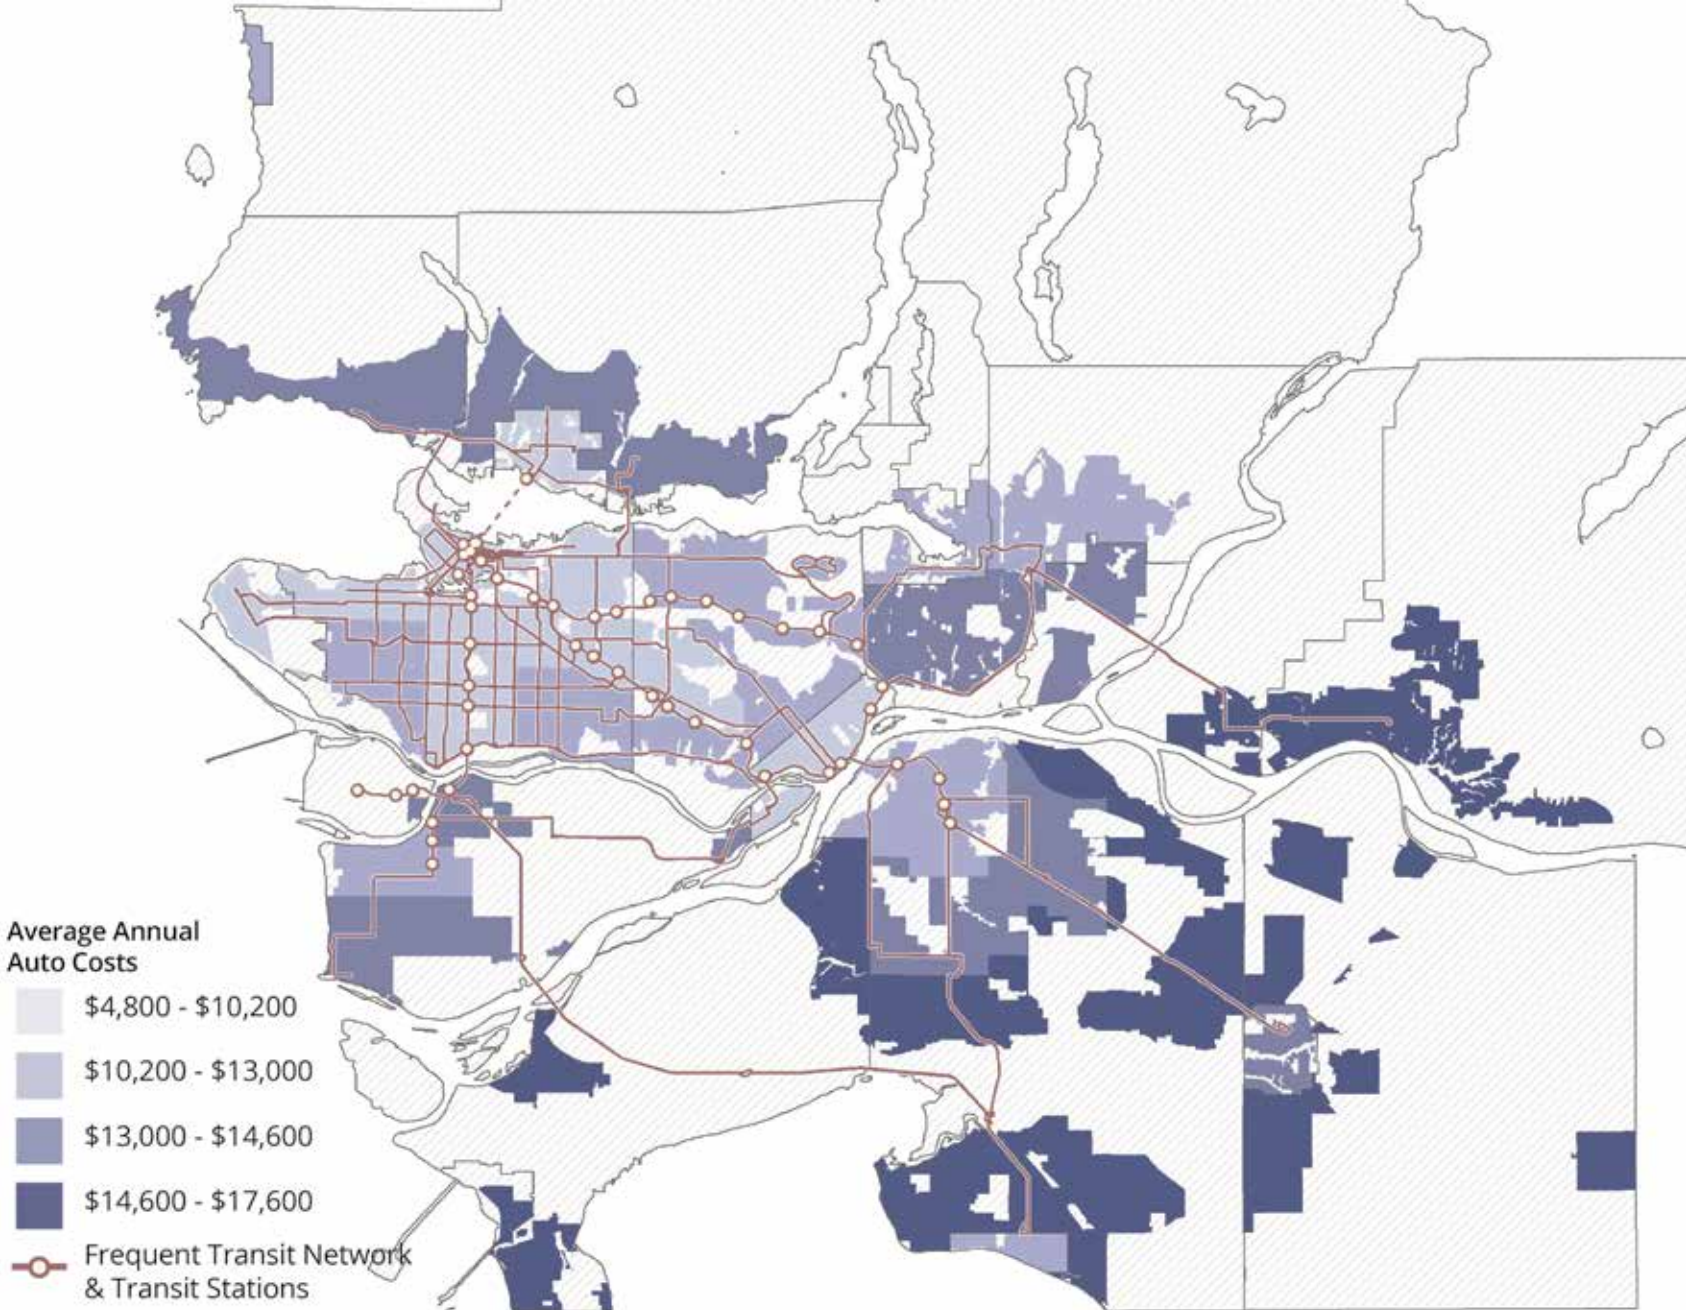 Average Annual
Auto Costs
$4,800 - $10,200
$10,200 - $13,000
$13,000 - $14,600
$14,600 - $17,600
Frequent Transit Network
& Transit Stations